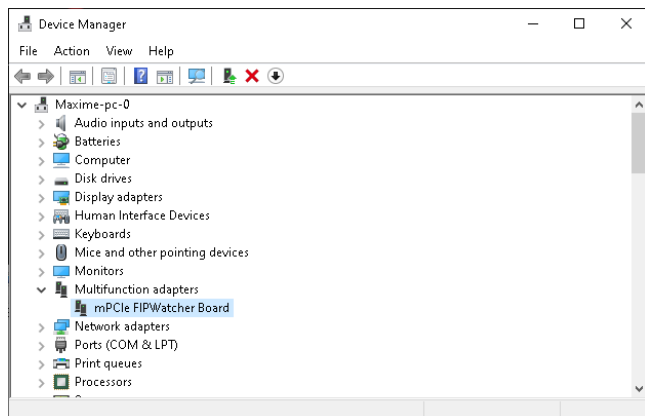 Device Manager
File Action View Help
Maxime-pc-0
Audio inputs and outputs
Batteries
Computer
Disk drives
Display adapters
Human Interface Devices
Keyboards
Mice and other pointing devices
Monitors
Multifunction adapters
mPCIe FIPWatcher Board
Network adapters
Ports (COM & LPT)
Print queues
Processors